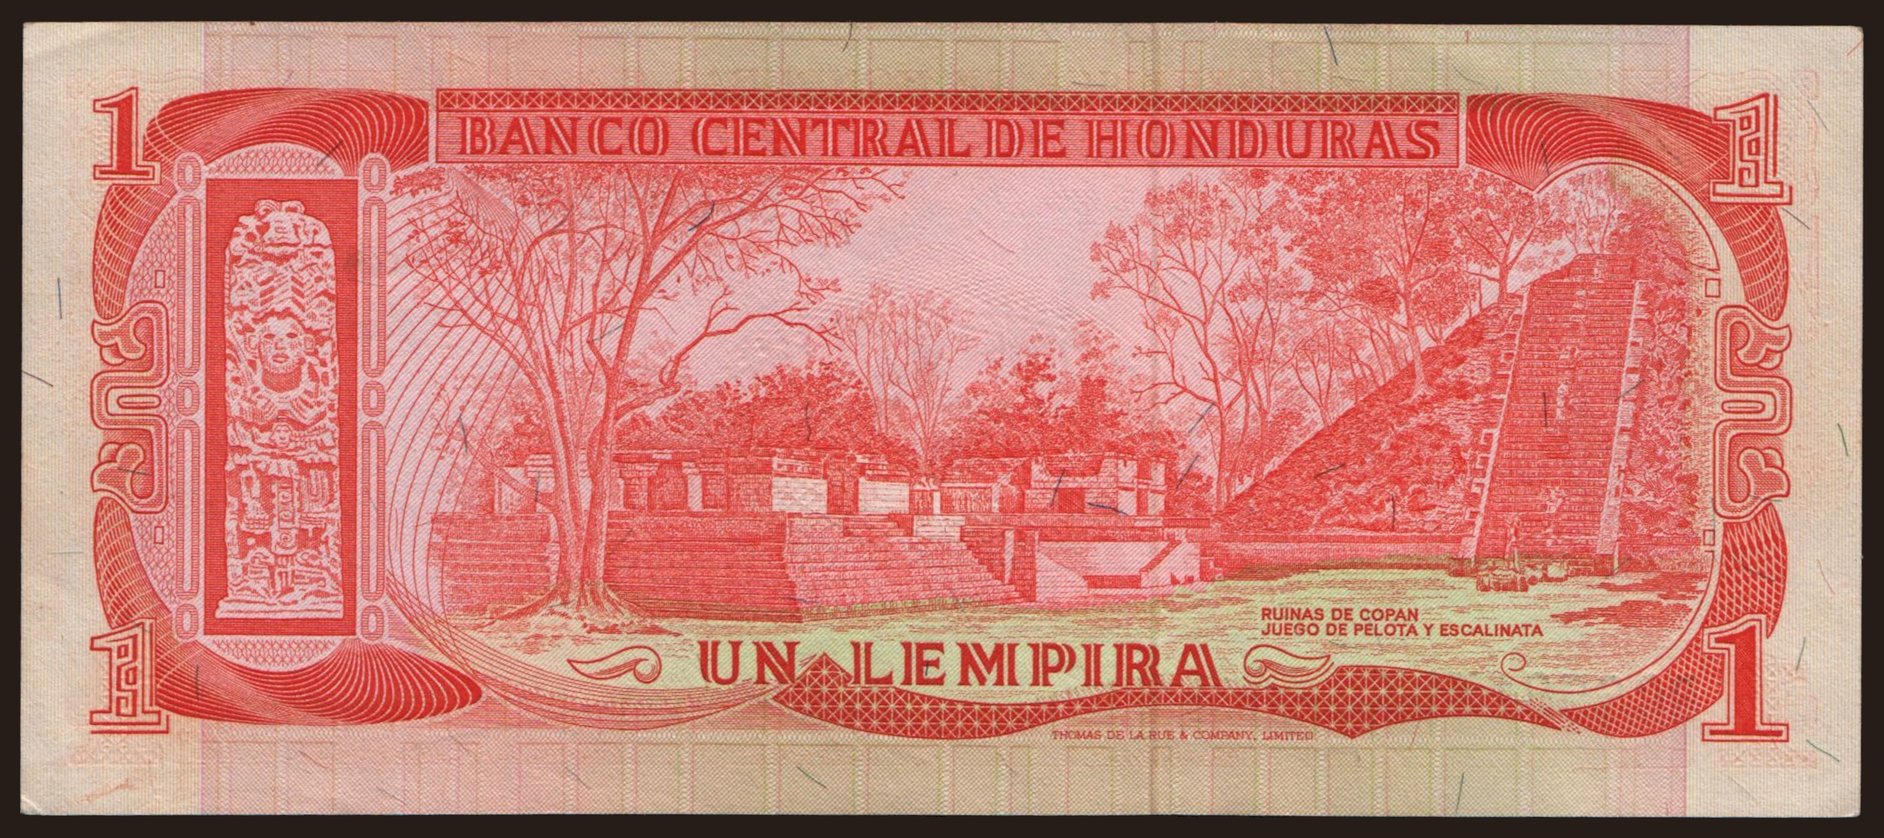 1 1
BANCO CENTRAL DE HONDURAS
RUINAS DE COPAN
JUEGO DE PELOTA Y ESCALINATA
UN LEMPIRA
1 1
THOMAS DE LA RUE & COMPANY, LIMITED